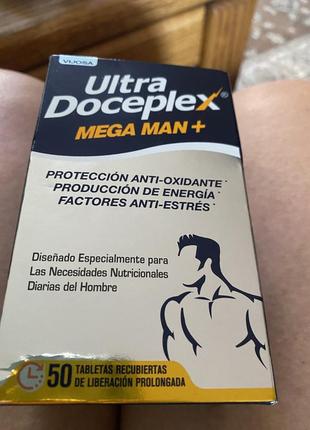 VIJOSA
Ultra
Doceplex®
MEGA MAN +
PROTECCIÓN ANTI-OXIDANTE*
PRODUCCIÓN DE ENERGÍA*
FACTORES ANTI-ESTRÉS*
Diseñado Especialmente para
Las Necesidades Nutricionales
Diarias del Hombre
50 TABLETAS RECUBIERTAS
DE LIBERACIÓN PROLONGADA